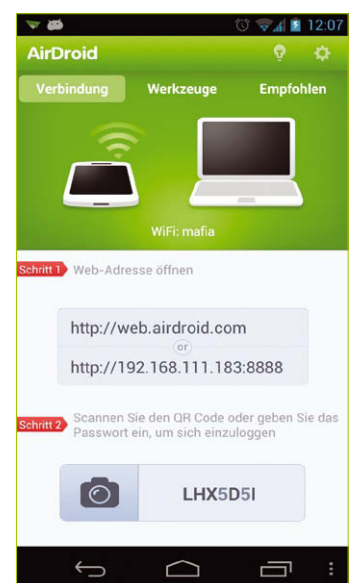 12:07
AirDroid
Verbindung Werkzeuge Empfohlen
WiFi: mafia
Schritt 1 Web-Adresse öffnen
http://web.airdroid.com
or
http://192.168.111.183:8888
Schritt 2 Scannen Sie den QR Code oder geben Sie das
Passwort ein, um sich einzuloggen
LHX5D5I